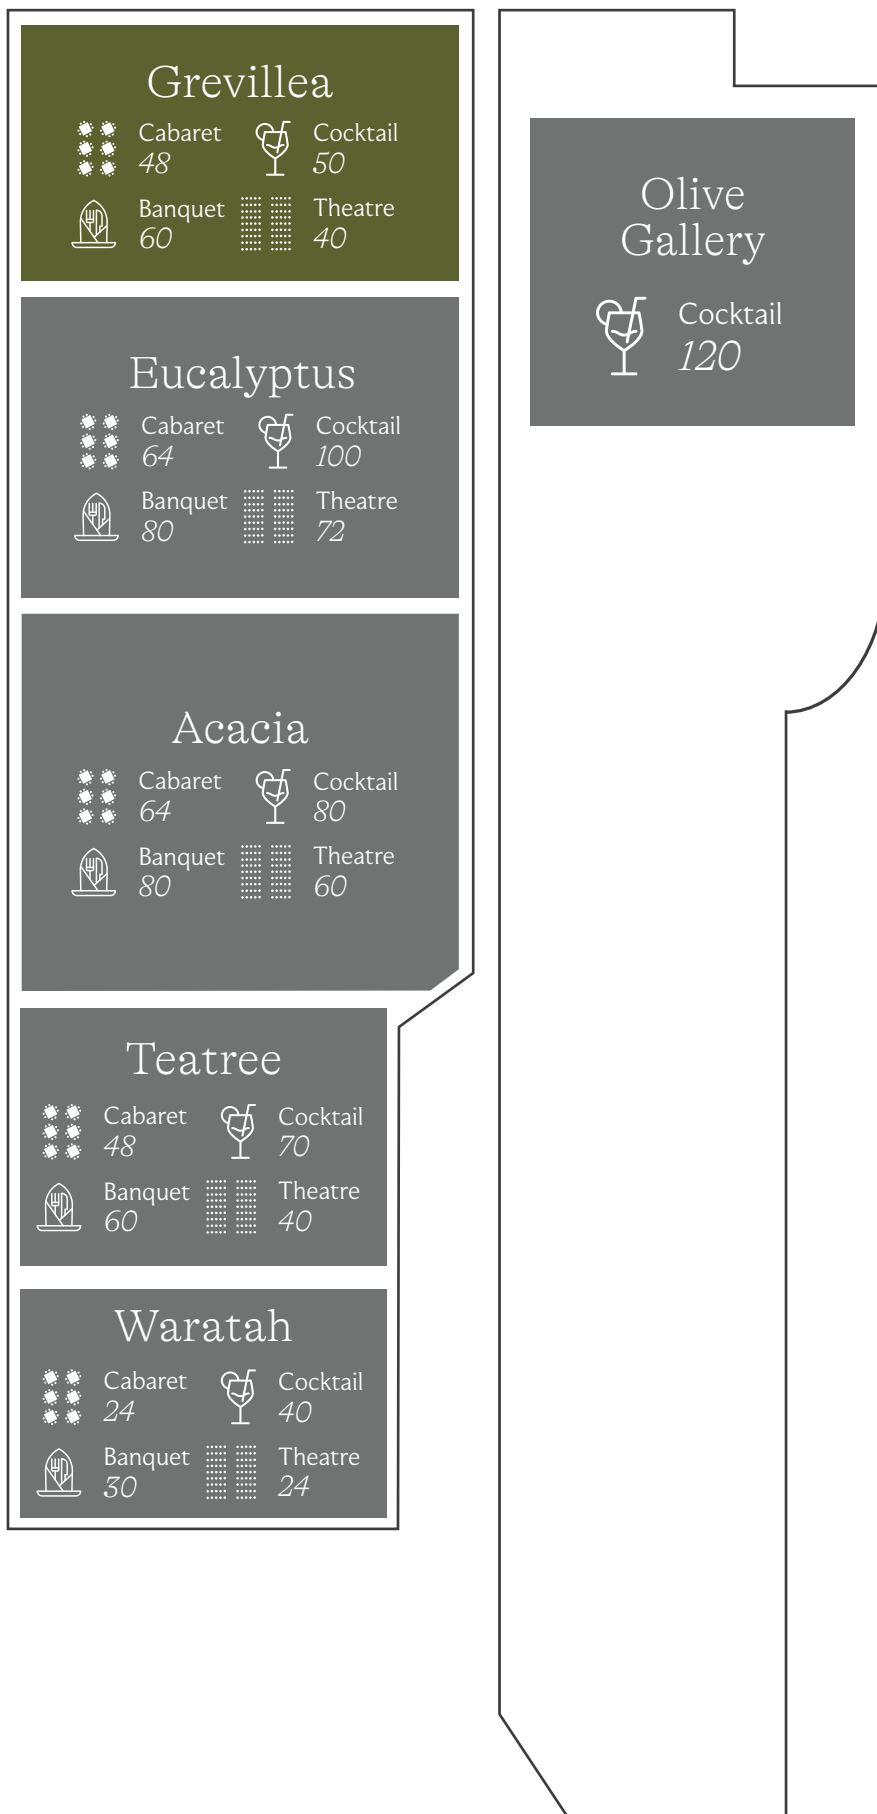 Grevillea
Cabaret
48
Cocktail
50
Banquet
60
Theatre
40
Eucalyptus
Cabaret
64
Cocktail
100
Banquet
80
Theatre
72
Acacia
Cabaret
64
Cocktail
80
Banquet
80
Theatre
60
Teatree
Cabaret
48
Cocktail
70
Banquet
60
Theatre
40
Waratah
Cabaret
24
Cocktail
40
Banquet
30
Theatre
24
Olive
Gallery
Cocktail
120